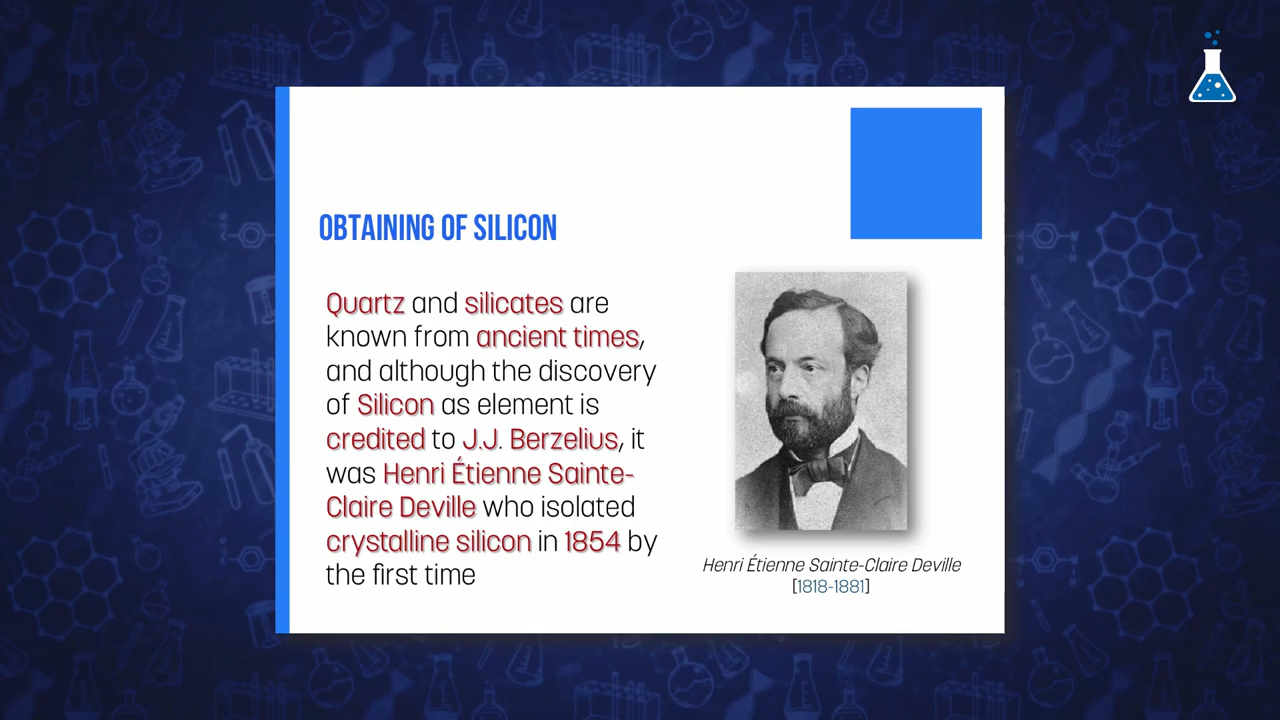 OBTAINING OF SILICON
Quartz and silicates are
known from ancient times,
and although the discovery
of Silicon as element is
credited to J.J. Berzelius, it
was Henri Étienne Sainte-
Claire Deville who isolated
crystalline silicon in 1854 by
the first time
Henri Étienne Sainte-Claire Deville
[1818-1881]